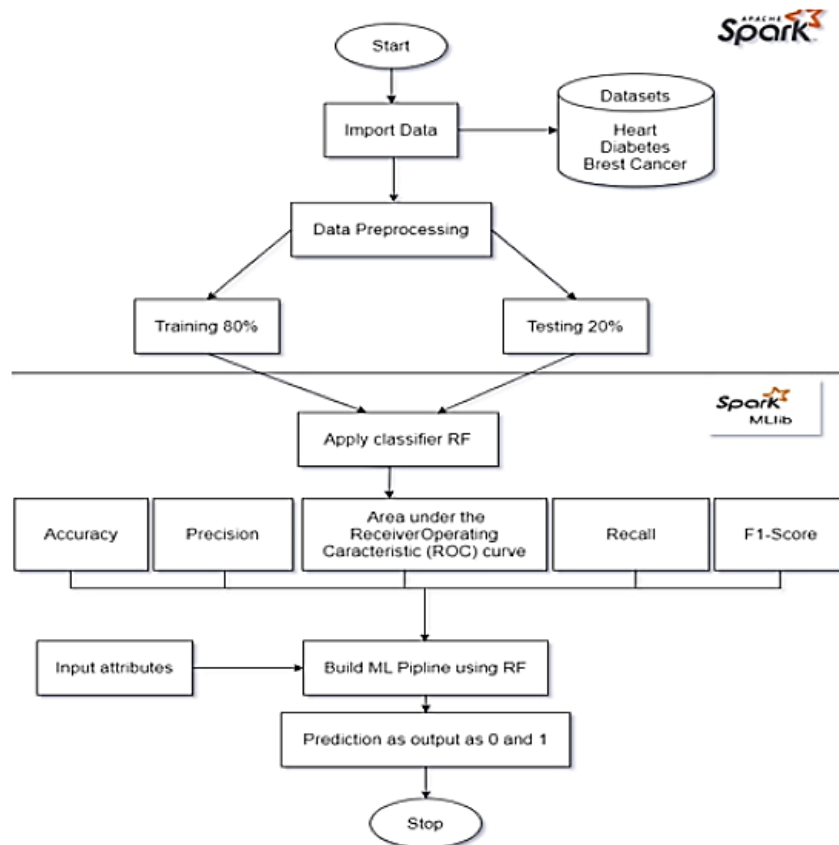 APACHE
Spark
Start
Import Data
Datasets
Heart
Diabetes
Brest Cancer
Data Preprocessing
Training 80%
Testing 20%
Spark
MLlib
Apply classifier RF
Accuracy
Precision
Area under the
ReceiverOperating
Caracteristic (ROC) curve
Recall
F1-Score
Input attributes
Build ML Pipline using RF
Prediction as output as 0 and 1
Stop